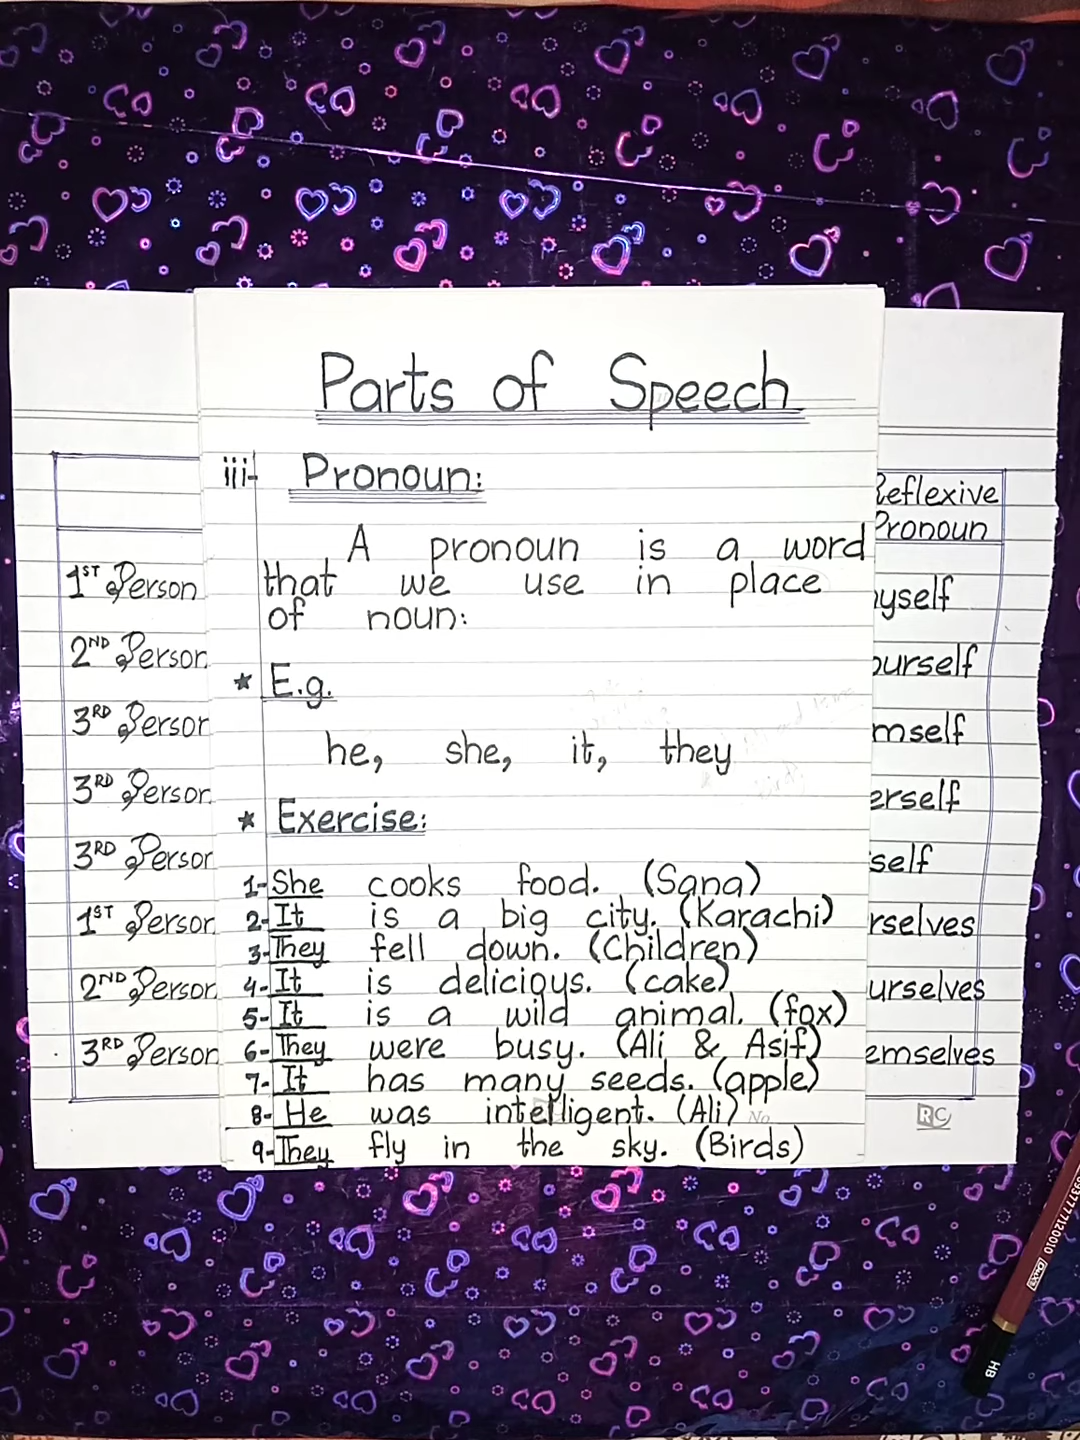 Parts of Speech
iii- Pronoun:
A pronoun is a word
that we use in place
of noun:
* E.g.
he, she, it, they
* Exercise:
1- She cooks food. (Sana)
2- It is a big city. (Karachi)
3- They fell down. (Children)
4- It is delicious. (cake)
5- It is a wild animal. (fox)
6- They were busy. (Ali & Asif)
7- It has many seeds. (apple)
8- He was intelligent. (Ali)
9- They fly in the sky. (Birds)
1ST Person
2ND Person
3RD Person
3RD Person
3RD Person
1ST Person
2ND Person
3RD Person
Reflexive
Pronoun
yself
ourself
mself
erself
self
rselves
urselves
emselves
RC
HB